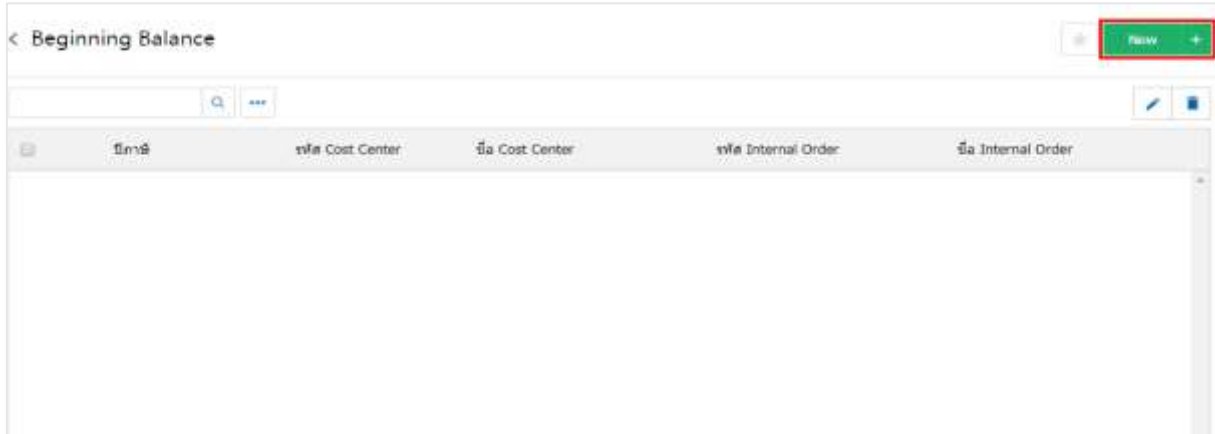 < Beginning Balance
New +
ปีภาษี รหัส Cost Center ชื่อ Cost Center รหัส Internal Order ชื่อ Internal Order